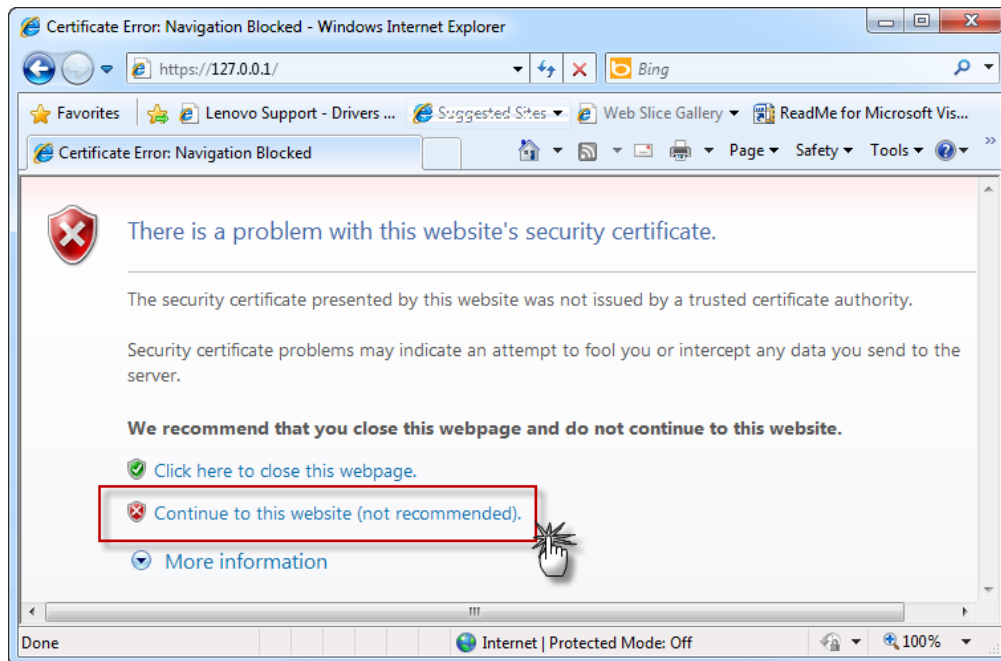 Certificate Error: Navigation Blocked - Windows Internet Explorer
https://127.0.0.1/ Bing
Favorites Lenovo Support - Drivers ... Suggested Sites Web Slice Gallery ReadMe for Microsoft Vis...
Certificate Error: Navigation Blocked Page Safety Tools
There is a problem with this website's security certificate.
The security certificate presented by this website was not issued by a trusted certificate authority.
Security certificate problems may indicate an attempt to fool you or intercept any data you send to the
server.
We recommend that you close this webpage and do not continue to this website.
Click here to close this webpage.
Continue to this website (not recommended).
More information
Done Internet | Protected Mode: Off 100%